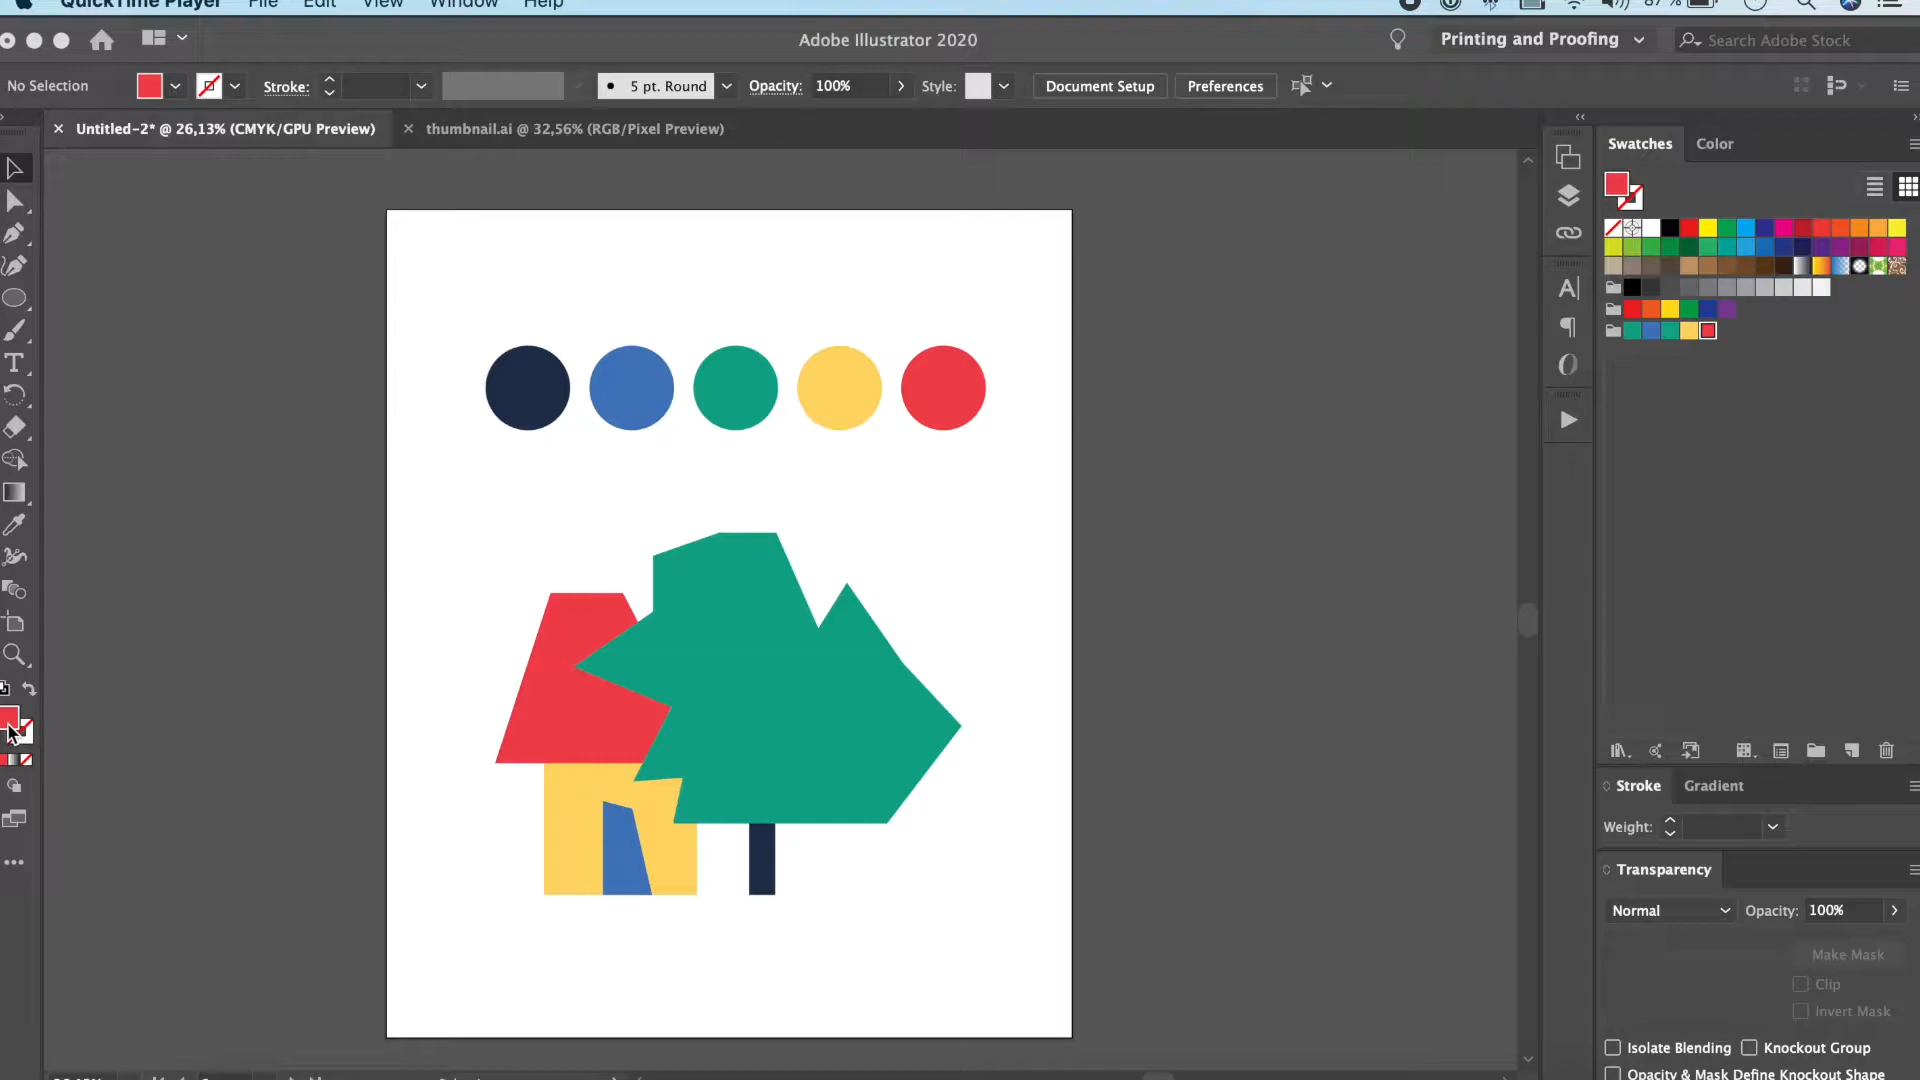 QuickTime Player File Edit View Window Help 87 %
Adobe Illustrator 2020 Printing and Proofing Search Adobe Stock
No Selection Stroke: 5 pt. Round Opacity: 100% Style: Document Setup Preferences
Untitled-2* @ 26,13% (CMYK/GPU Preview) thumbnail.ai @ 32,56% (RGB/Pixel Preview)
Swatches Color
Stroke Gradient
Weight:
Transparency
Normal Opacity: 100%
Make Mask
Clip
Invert Mask
Isolate Blending Knockout Group
Opacity & Mask Define Knockout Shape